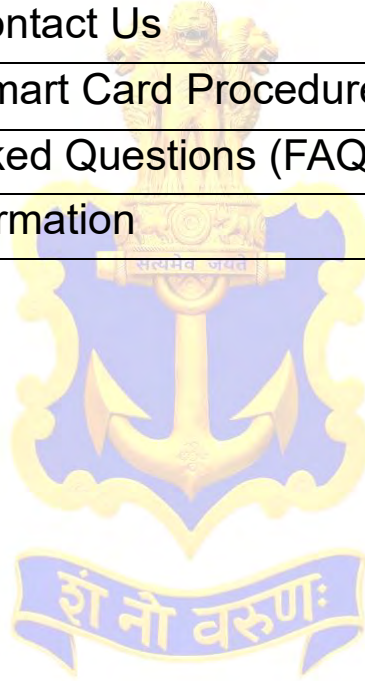 ontact Us
mart Card Procedure
ked Questions (FAQ
rmation
सत्यमेव जयते
शं नो वरुणः